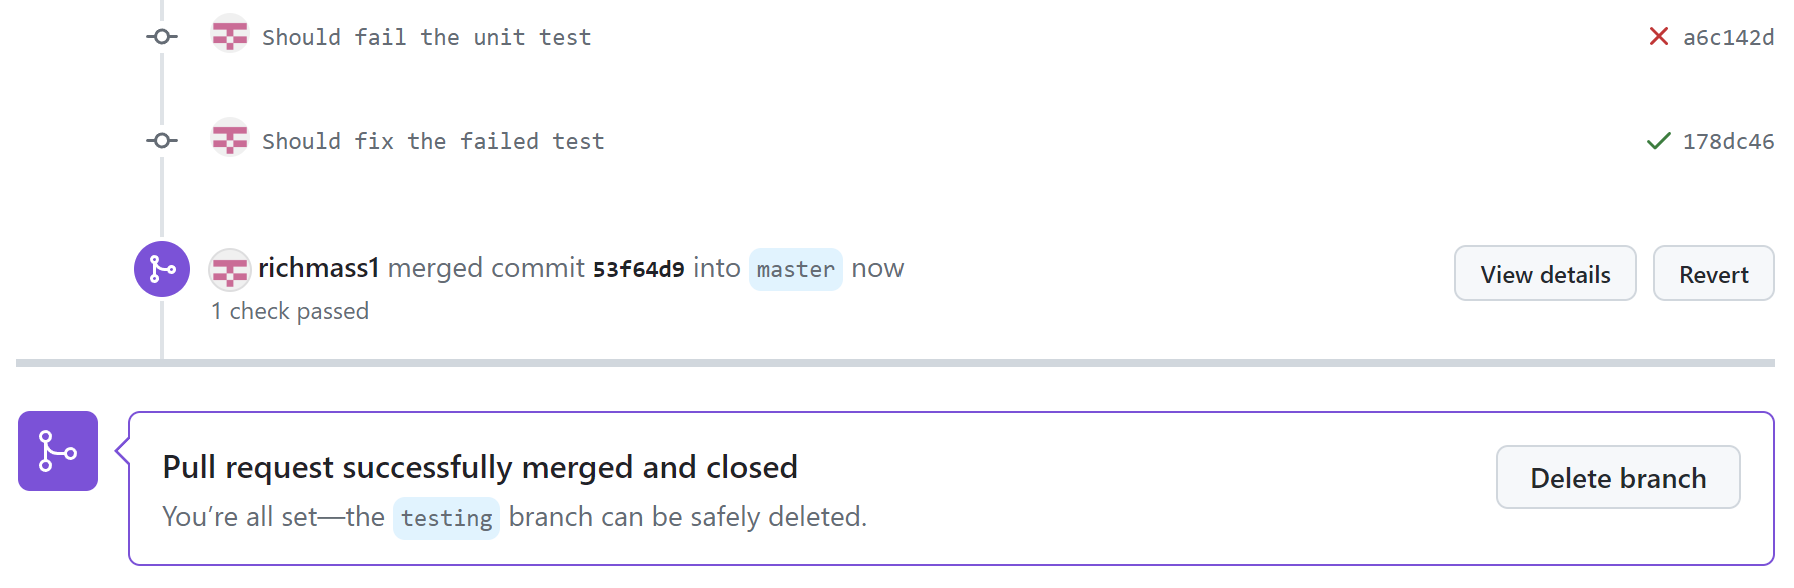 Should fail the unit test a6c142d
Should fix the failed test 178dc46
richmass1 merged commit 53f64d9 into master now View details Revert
1 check passed
Pull request successfully merged and closed
You’re all set—the testing branch can be safely deleted.
Delete branch